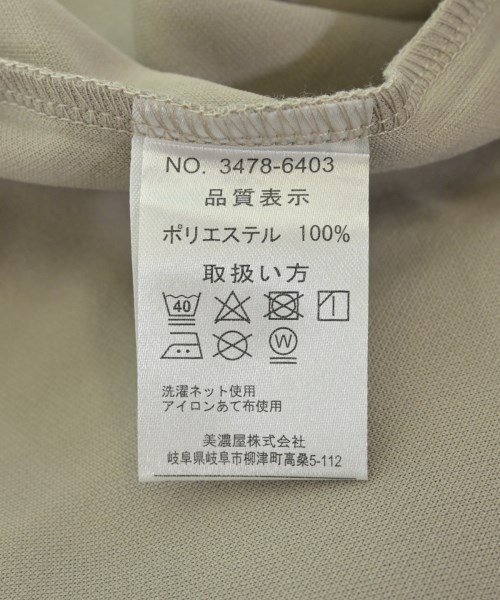 NO. 3478-6403
品質表示
ポリエステル 100%
取扱い方
40
W
洗濯ネット使用
アイロンあて布使用
美濃屋株式会社
岐阜県岐阜市柳津町高桑5-112